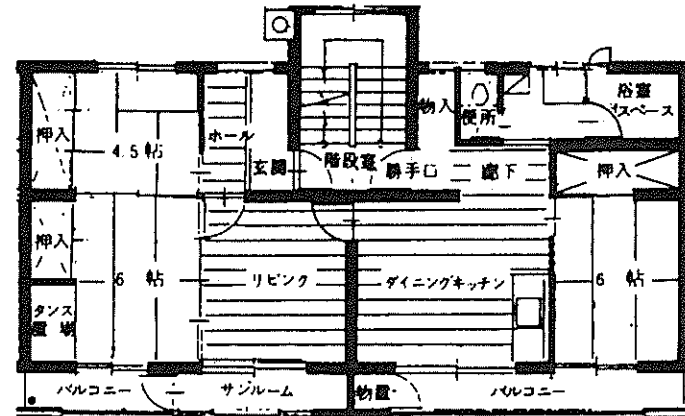 浴室
スペース
物入
便所
押入
4.5 帖
ホール
玄関
階段室
勝手口
廊下
押入
押入
6 帖
リビング
ダイニングキッチン
6 帖
タンス
置場
バルコニー
サンルーム
物置
バルコニー